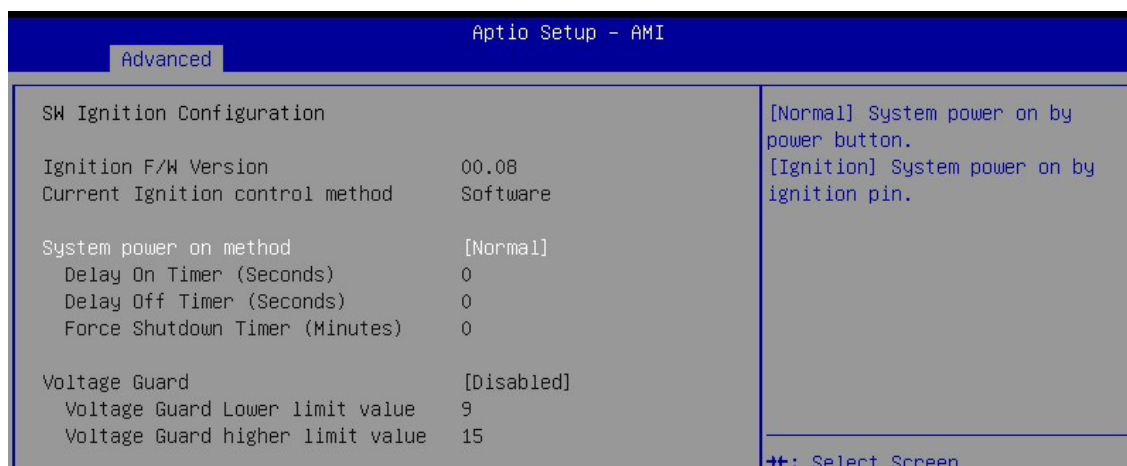 Aptio Setup – AMI
Advanced
SW Ignition Configuration
Ignition F/W Version 00.08
Current Ignition control method Software
System power on method [Normal]
Delay On Timer (Seconds) 0
Delay Off Timer (Seconds) 0
Force Shutdown Timer (Minutes) 0
Voltage Guard [Disabled]
Voltage Guard Lower limit value 9
Voltage Guard higher limit value 15
[Normal] System power on by
power button.
[Ignition] System power on by
ignition pin.
→←: Select Screen